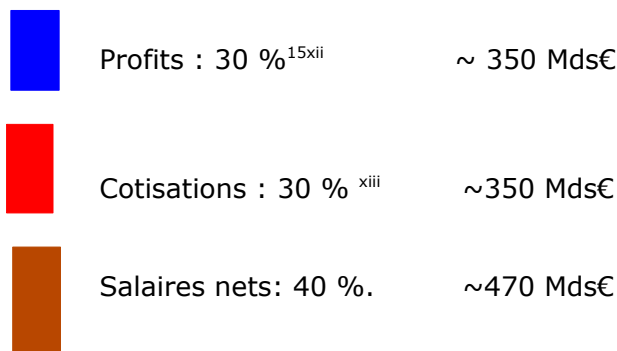 Profits : 30 %15xii ~ 350 Mds€
Cotisations : 30 % xiii ~350 Mds€
Salaires nets: 40 %. ~470 Mds€